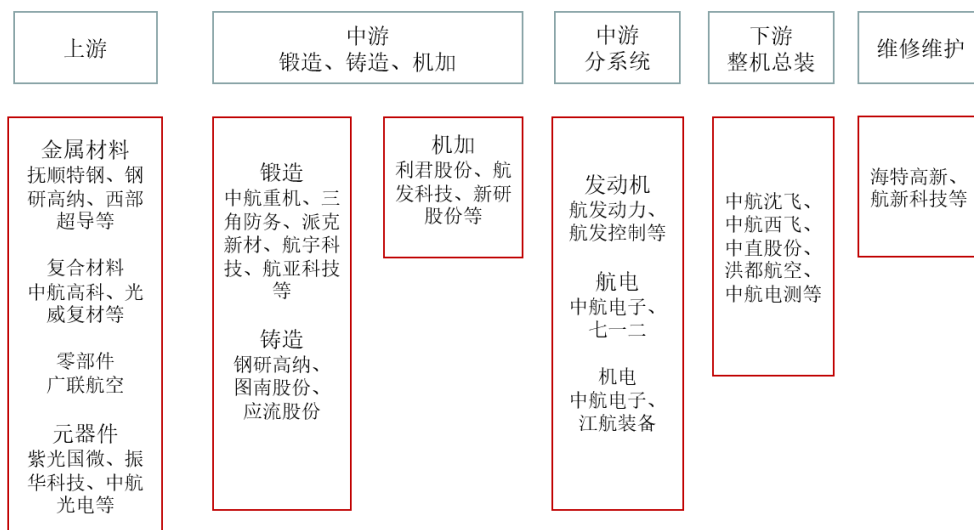 上游
中游
锻造、铸造、机加
中游
分系统
下游
整机总装
维修维护
金属材料
抚顺特钢、钢
研高纳、西部
超导等
复合材料
中航高科、光
威复材等
零部件
广联航空
元器件
紫光国微、振
华科技、中航
光电等
锻造
中航重机、三
角防务、派克
新材、航宇科
技、航亚科技
等
铸造
钢研高纳、
图南股份、
应流股份
机加
利君股份、航
发科技、新研
股份等
发动机
航发动力、
航发控制等
航电
中航电子、
七一二
机电
中航电子、
江航装备
中航沈飞、
中航西飞、
中直股份、
洪都航空、
中航电测等
海特高新、
航新科技等